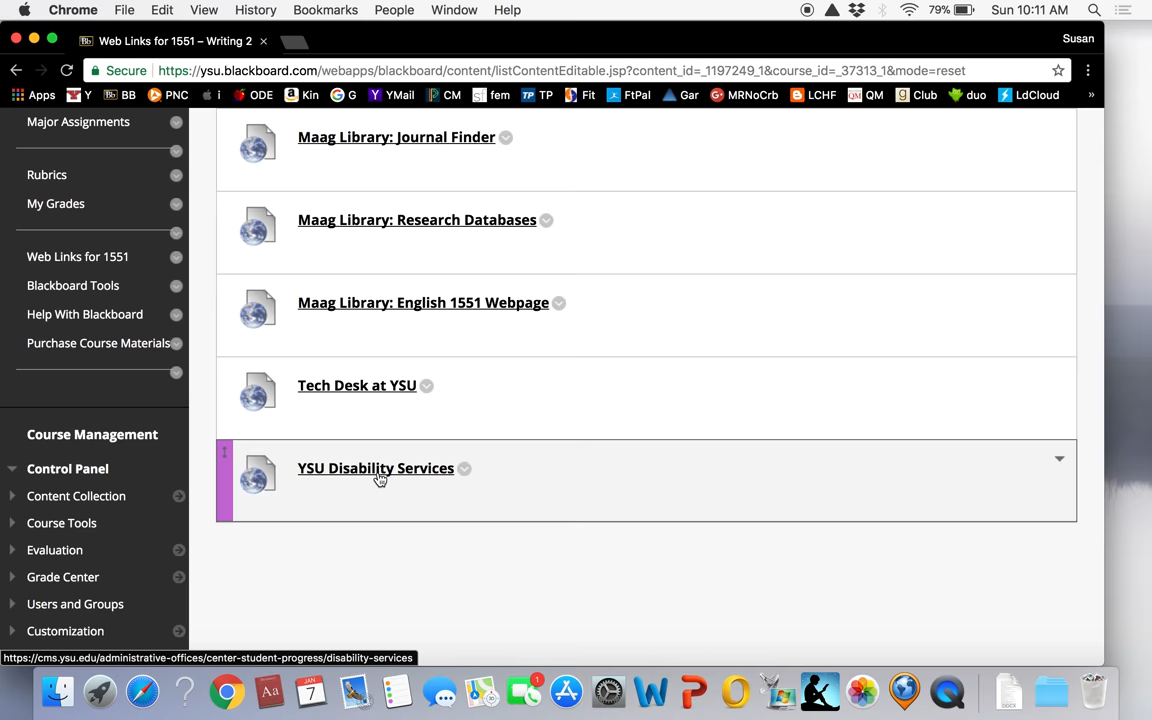 Chrome File Edit View History Bookmarks People Window Help 79% Sun 10:11 AM
Bb Web Links for 1551 – Writing 2 × Susan
Secure https://ysu.blackboard.com/webapps/blackboard/content/listContentEditable.jsp?content_id=_1197249_1&course_id=_37313_1&mode=reset
Apps Y BB PNC i ODE Kin G YMail CM fem TP Fit FtPal Gar MRNoCrb LCHF QM Club duo LdCloud »
Major Assignments
Rubrics
My Grades
Web Links for 1551
Blackboard Tools
Help With Blackboard
Purchase Course Materials
Course Management
Control Panel
Content Collection
Course Tools
Evaluation
Grade Center
Users and Groups
Customization
Maag Library: Journal Finder
Maag Library: Research Databases
Maag Library: English 1551 Webpage
Tech Desk at YSU
YSU Disability Services
https://cms.ysu.edu/administrative-offices/center-student-progress/disability-services